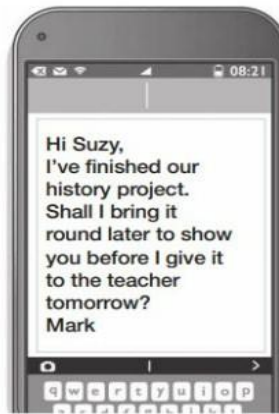 08:21
Hi Suzy,
I've finished our
history project.
Shall I bring it
round later to show
you before I give it
to the teacher
tomorrow?
Mark
q w e r t y u i o p